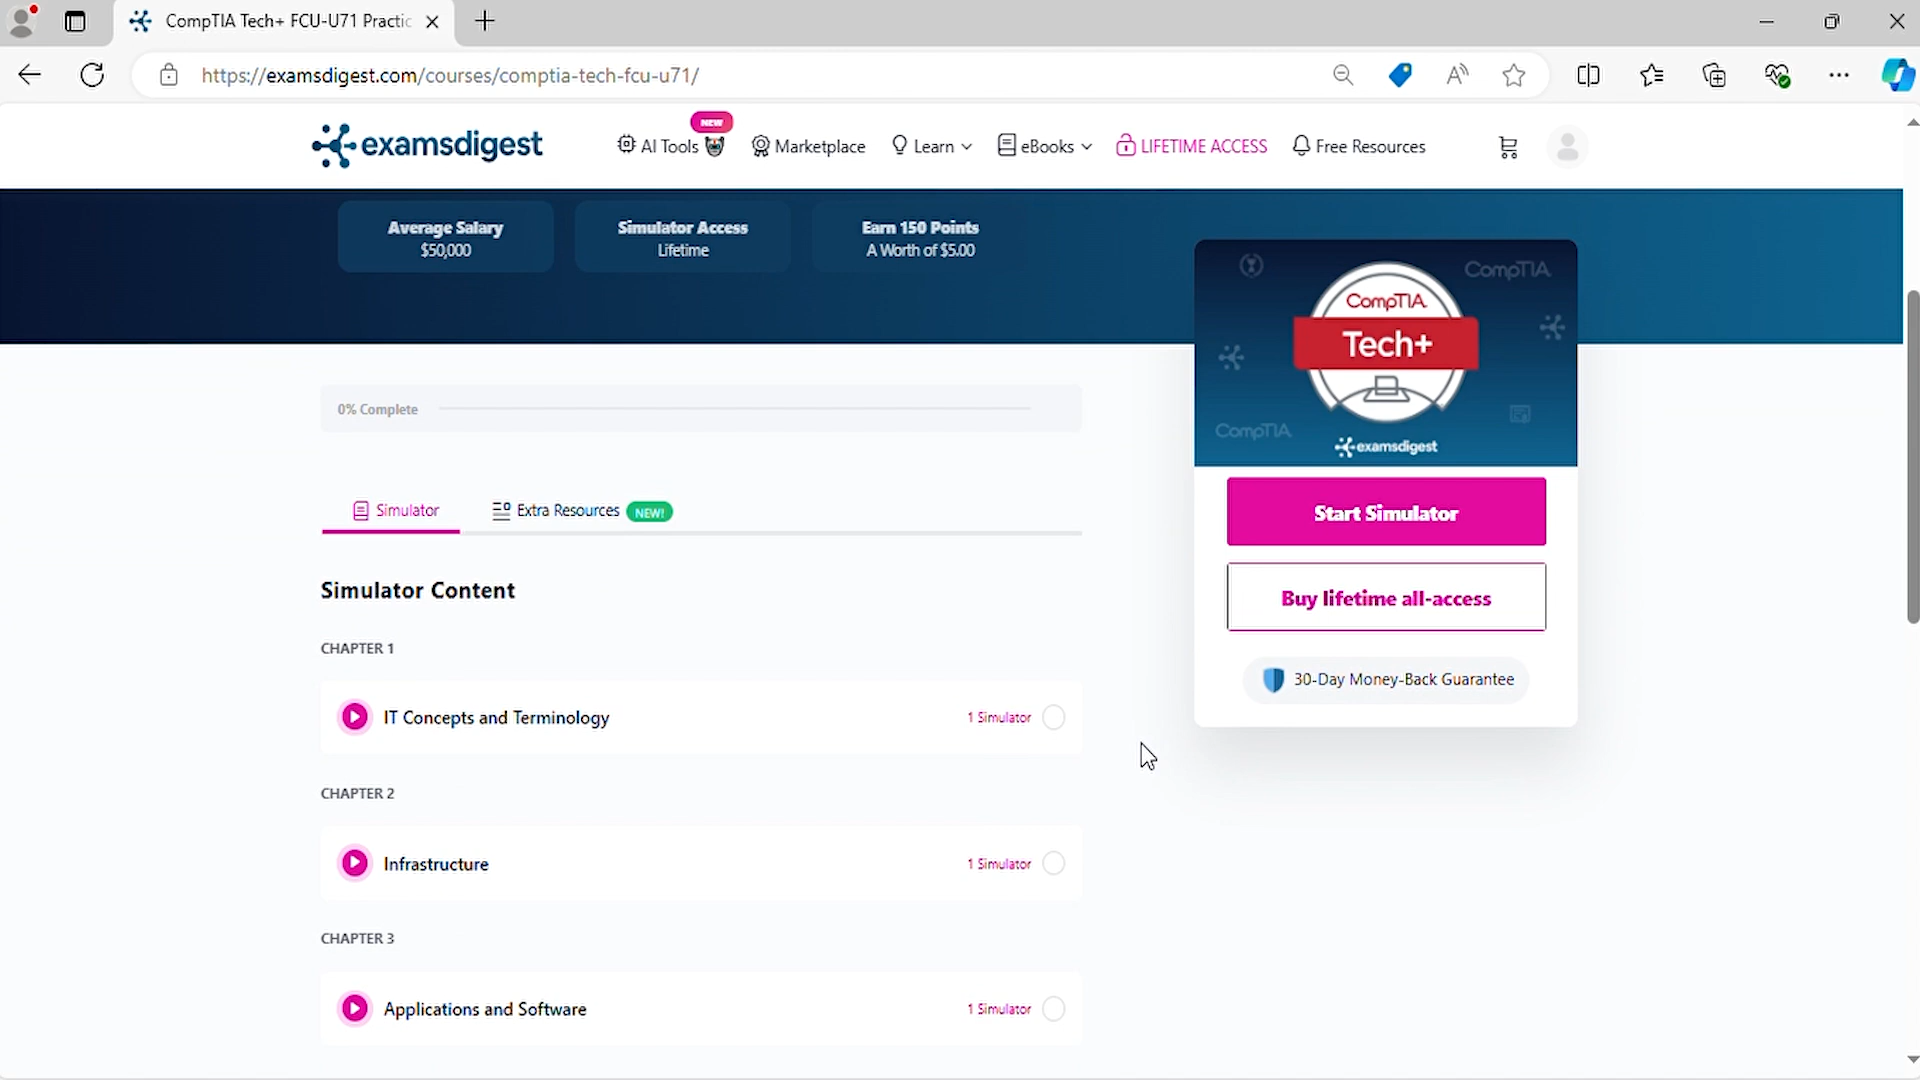 CompTIA Tech+ FCU-U71 Practic
https://examsdigest.com/courses/comptia-tech-fcu-u71/
examsdigest
AI Tools
NEW
Marketplace
Learn
eBooks
LIFETIME ACCESS
Free Resources
Average Salary
$50,000
Simulator Access
Lifetime
Earn 150 Points
A Worth of $5.00
CompTIA
CompTIA
Tech+
CompTIA
examsdigest
0% Complete
Simulator
Extra Resources NEW!
Start Simulator
Buy lifetime all-access
30-Day Money-Back Guarantee
Simulator Content
CHAPTER 1
IT Concepts and Terminology
1 Simulator
CHAPTER 2
Infrastructure
1 Simulator
CHAPTER 3
Applications and Software
1 Simulator